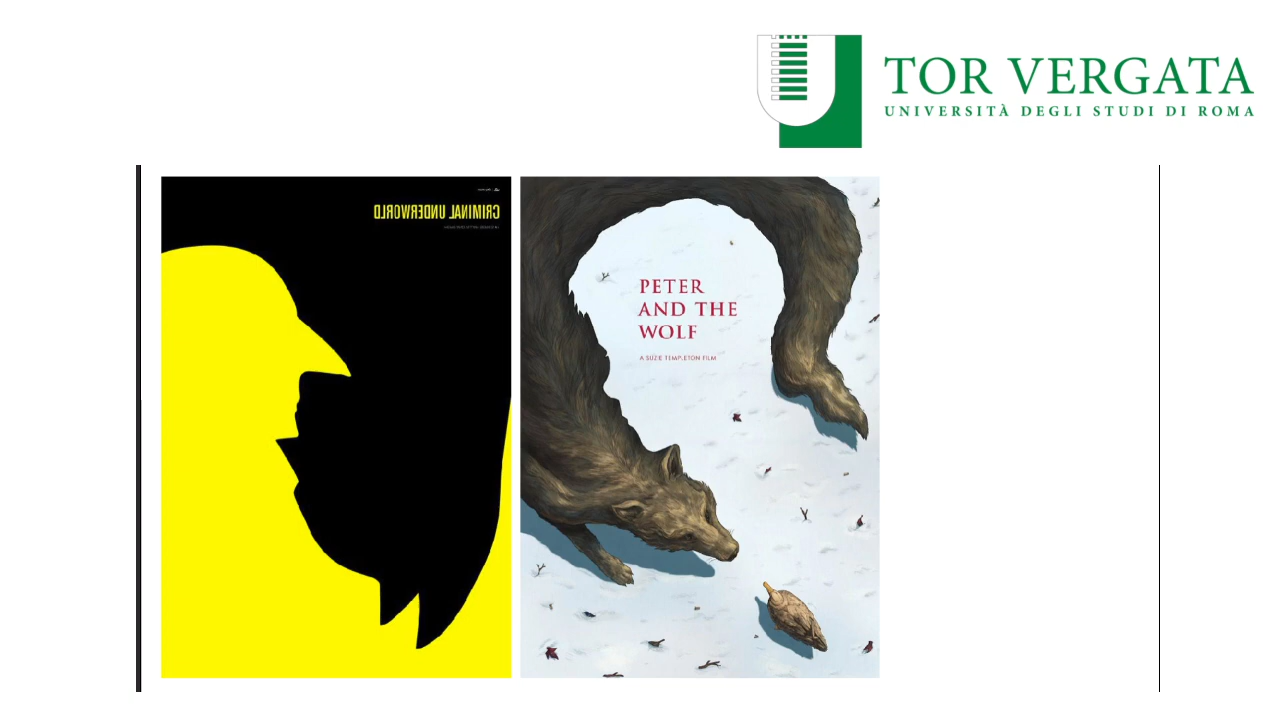 TOR VERGATA
UNIVERSITÀ DEGLI STUDI DI ROMA
CRIMINAL UNDERWORLD
PETER
AND THE
WOLF
A SUZIE TEMPLETON FILM